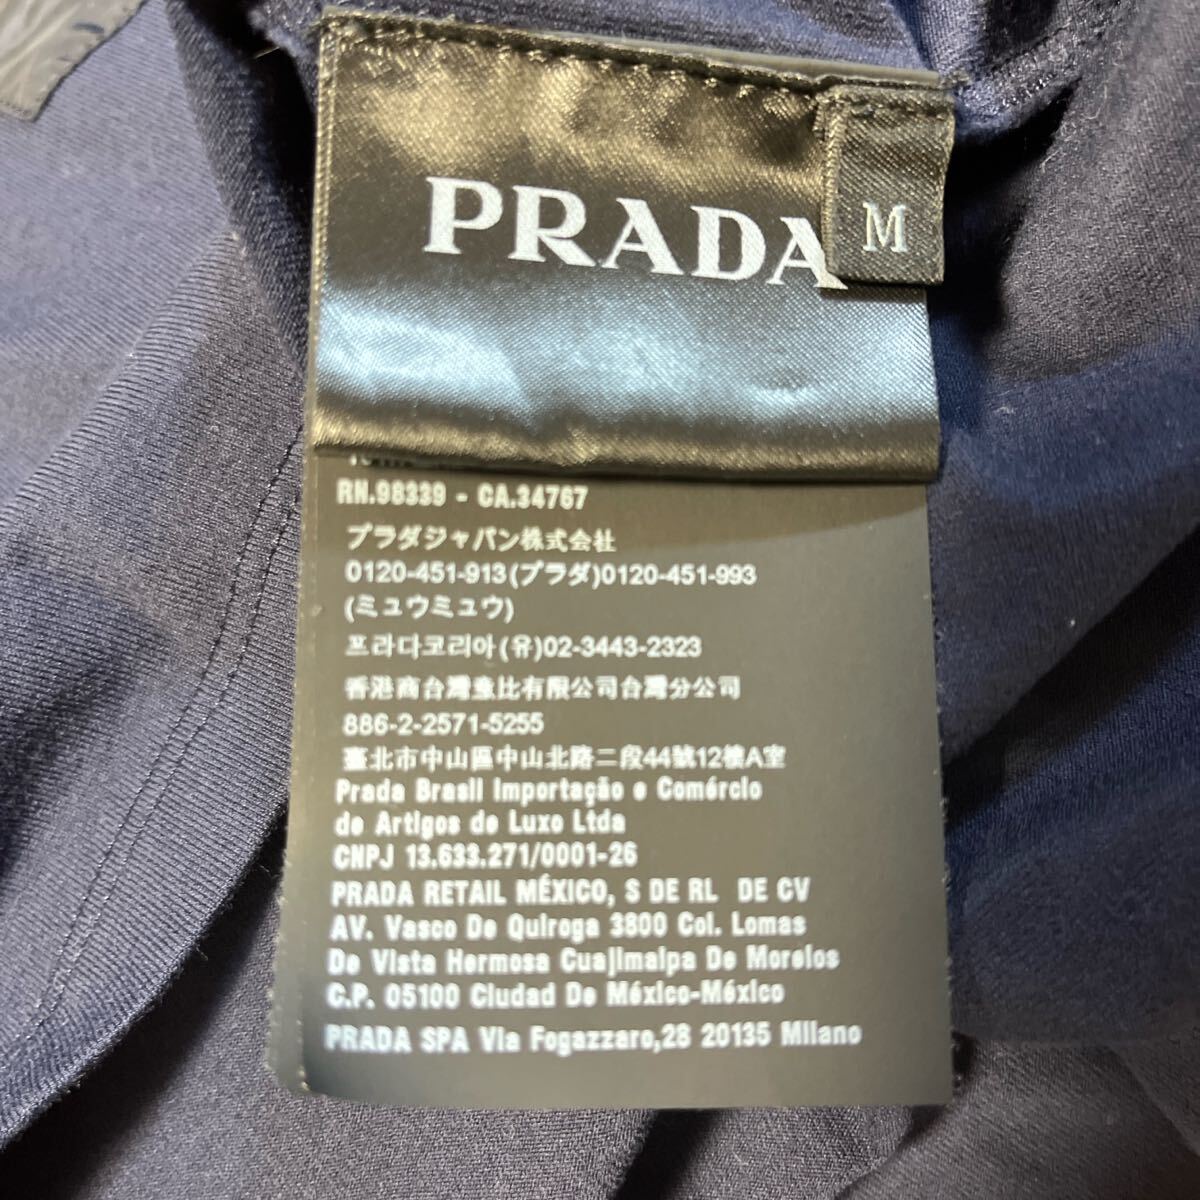 PRADA
M
RN.98339 - CA.34767
プラダジャパン株式会社
0120-451-913(プラダ)0120-451-993
(ミュウミュウ)
프라다코리아(유)02-3443-2323
香港商台灣壹比有限公司台灣分公司
886-2-2571-5255
臺北市中山區中山北路二段44號12樓A室
Prada Brasil Importação e Comércio
de Artigos de Luxo Ltda
CNPJ 13.633.271/0001-26
PRADA RETAIL MÉXICO, S DE RL DE CV
AV. Vasco De Quiroga 3800 Col. Lomas
De Vista Hermosa Cuajimalpa De Morelos
C.P. 05100 Ciudad De México-México
PRADA SPA Via Fogazzaro,28 20135 Milano